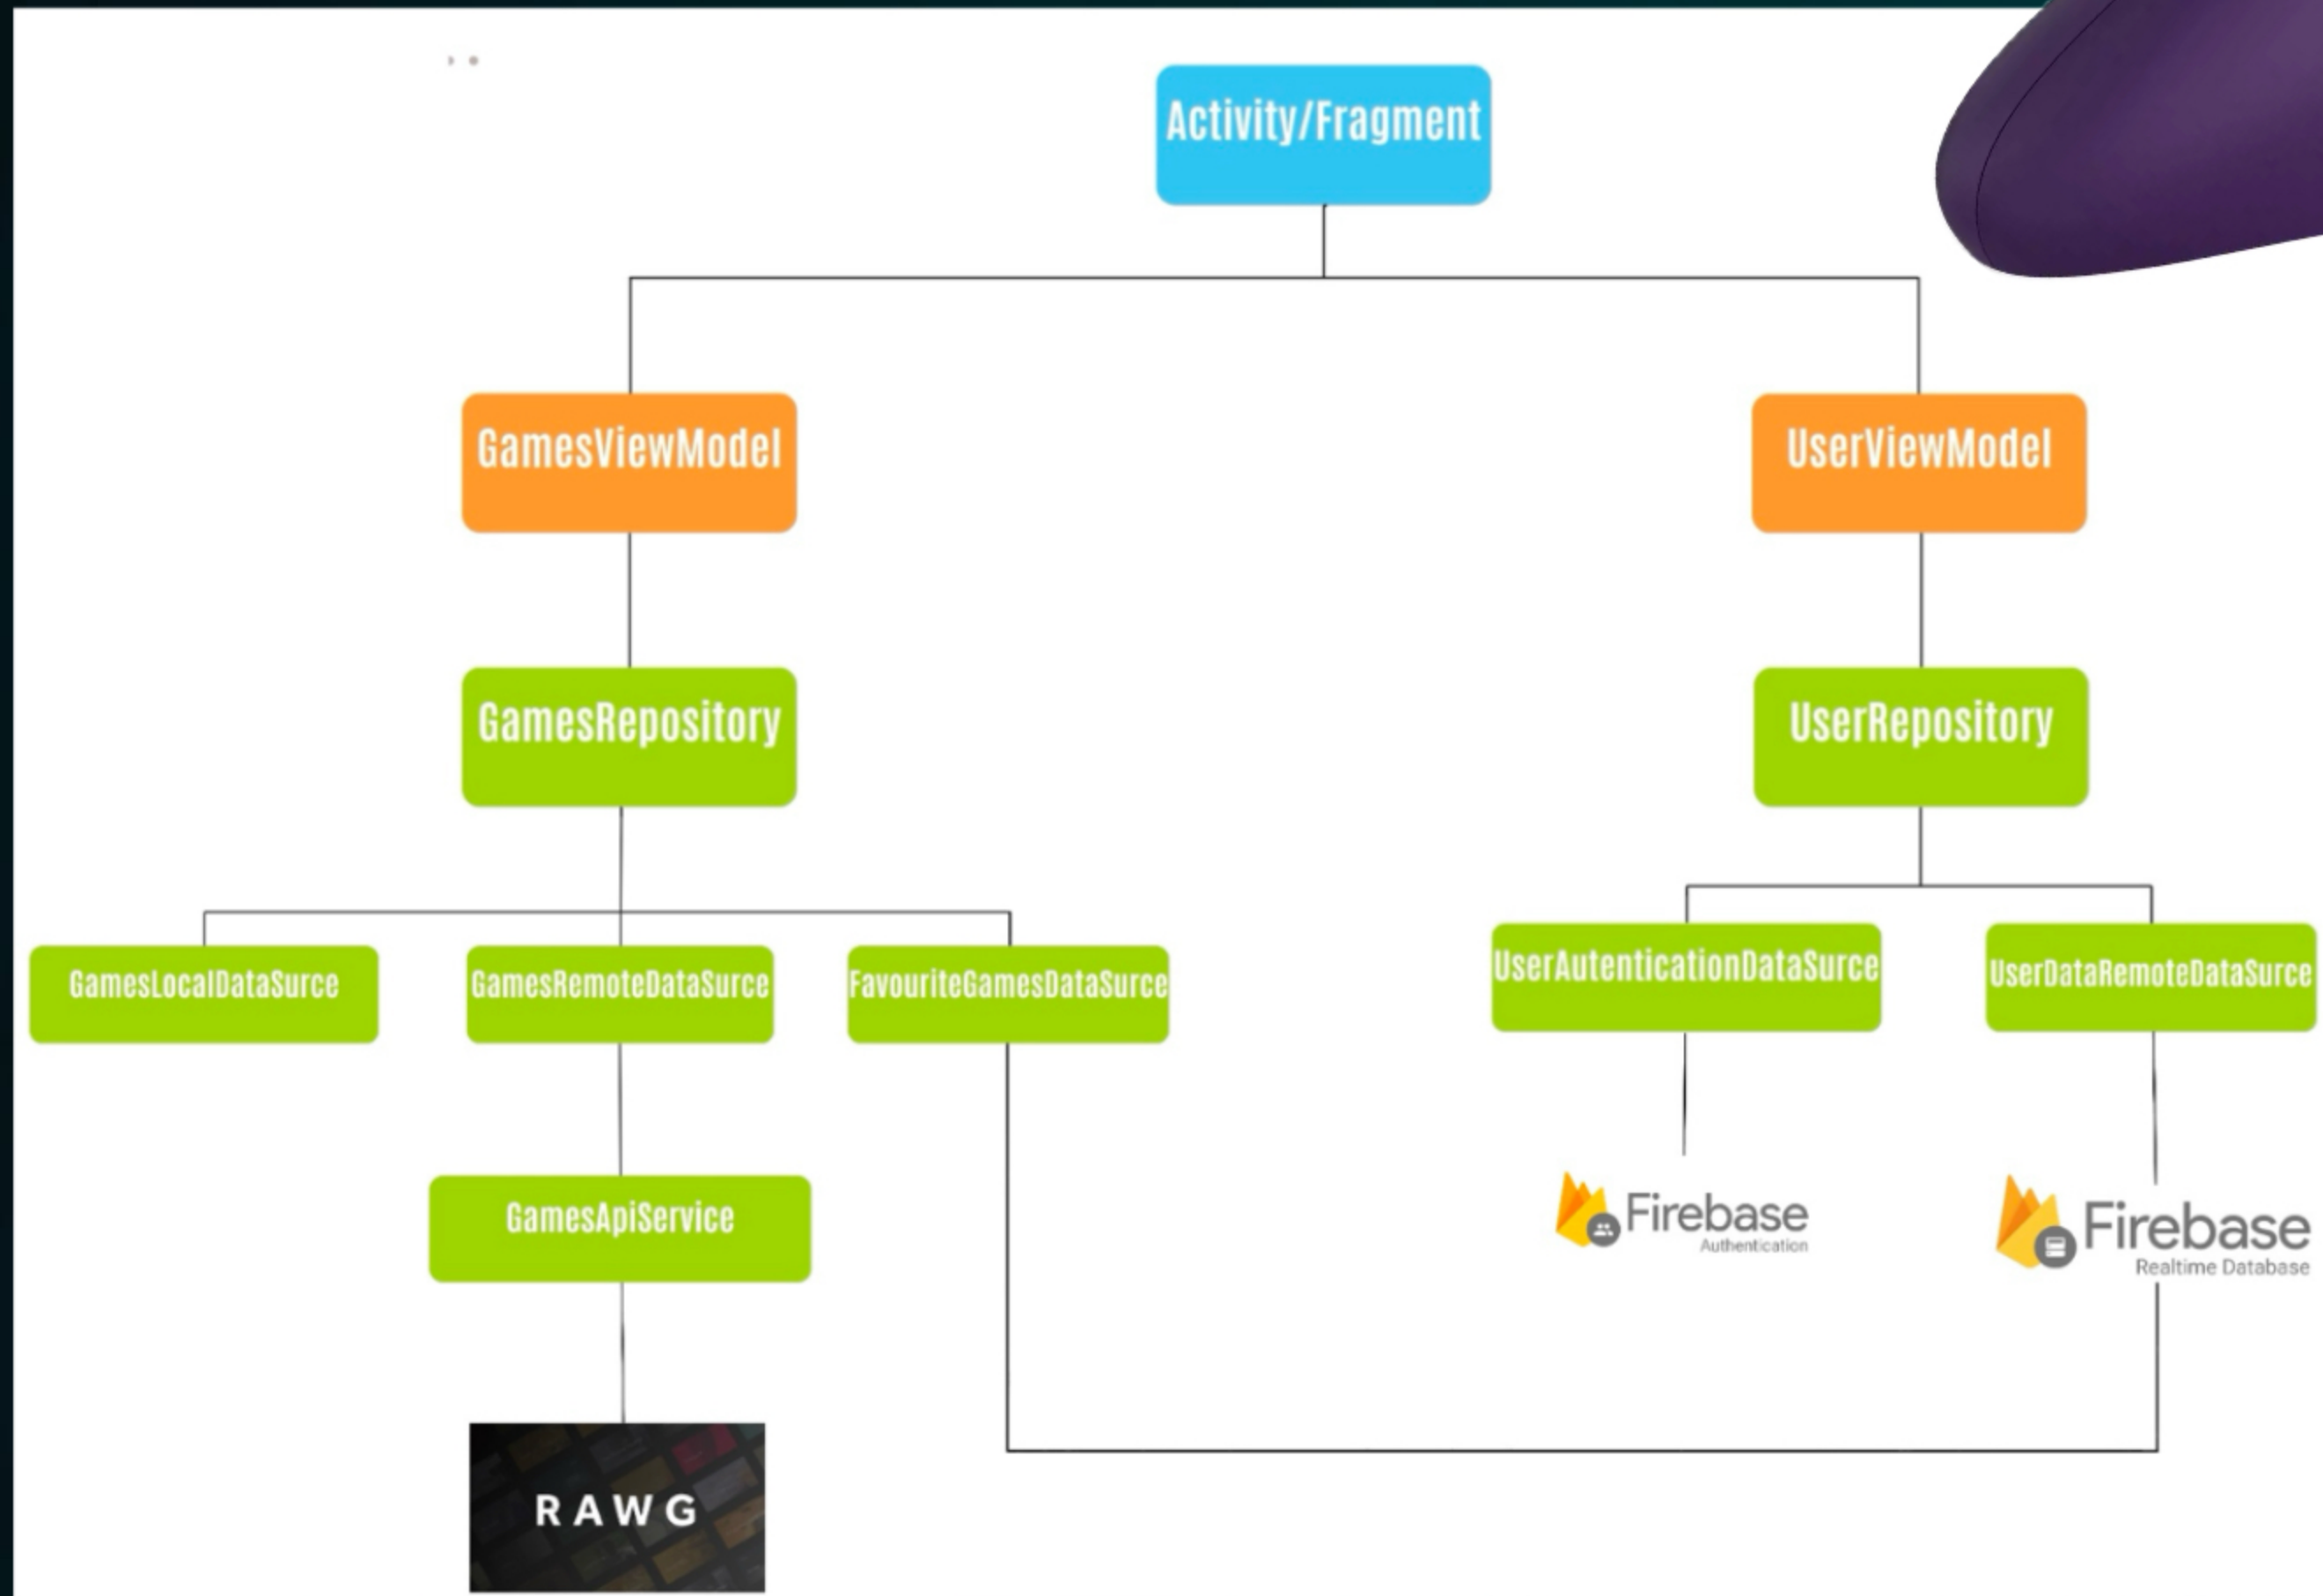 Activity/Fragment
GamesViewModel
UserViewModel
GamesRepository
UserRepository
GamesLocalDataSurce
GamesRemoteDataSurce
FavouriteGamesDataSurce
UserAutenticationDataSurce
UserDataRemoteDataSurce
GamesApiService
Firebase
Authentication
Firebase
Realtime Database
RAWG